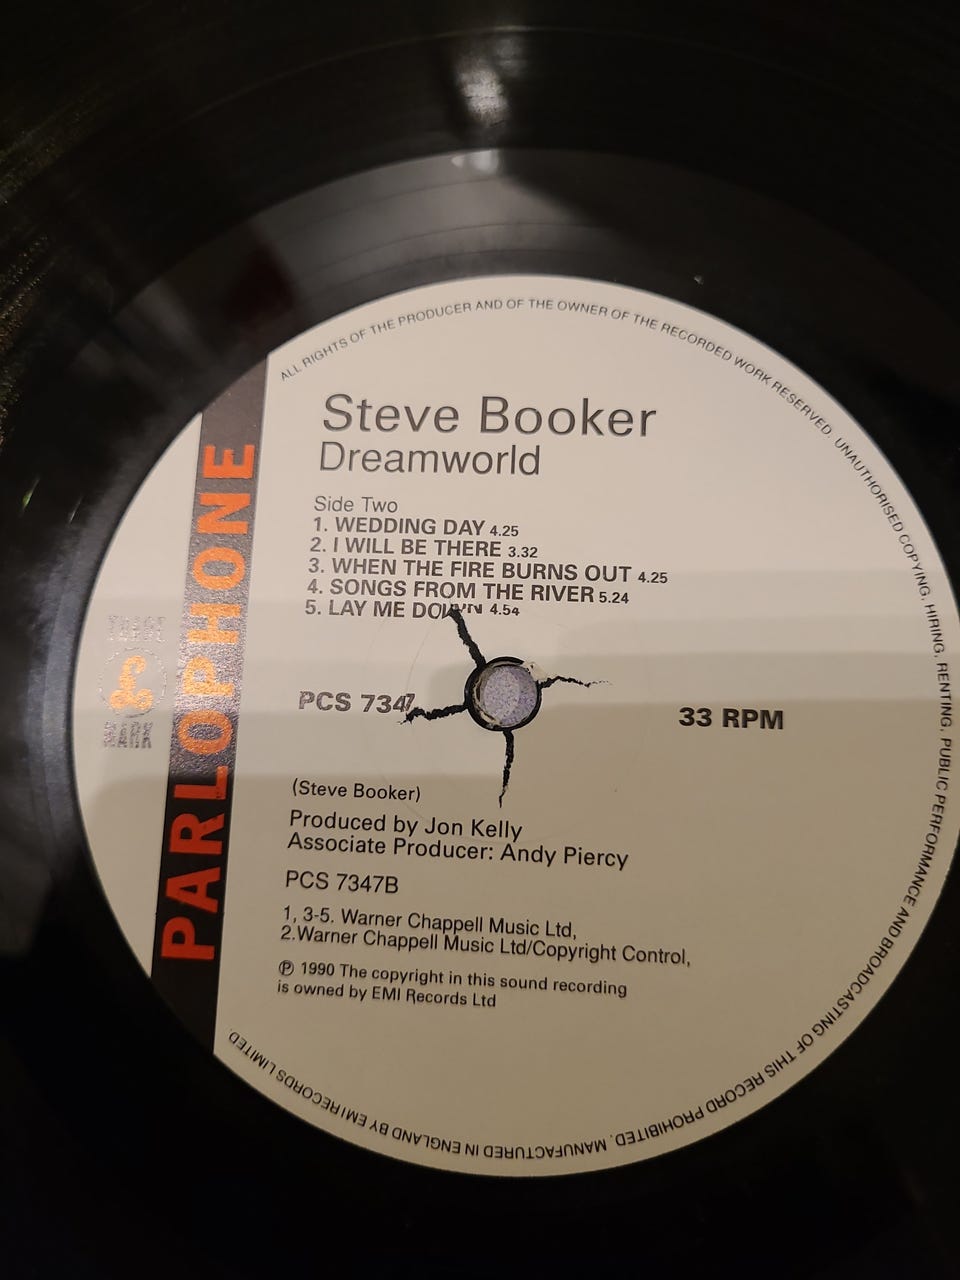 ALL RIGHTS OF THE PRODUCER AND OF THE OWNER OF THE RECORDED WORK RESERVED. UNAUTHORISED COPYING, HIRING, RENTING, PUBLIC PERFORMANCE AND BROADCASTING OF THIS RECORD PROHIBITED. MANUFACTURED IN ENGLAND BY EMI RECORDS LIMITED.
Steve Booker
Dreamworld
Side Two
1. WEDDING DAY 4.25
2. I WILL BE THERE 3.32
3. WHEN THE FIRE BURNS OUT 4.25
4. SONGS FROM THE RIVER 5.24
5. LAY ME DOWN 4.54
PARLOPHONE
TRADE
MARK
PCS 7347
33 RPM
(Steve Booker)
Produced by Jon Kelly
Associate Producer: Andy Piercy
PCS 7347B
1, 3-5. Warner Chappell Music Ltd,
2.Warner Chappell Music Ltd/Copyright Control,
℗ 1990 The copyright in this sound recording
is owned by EMI Records Ltd